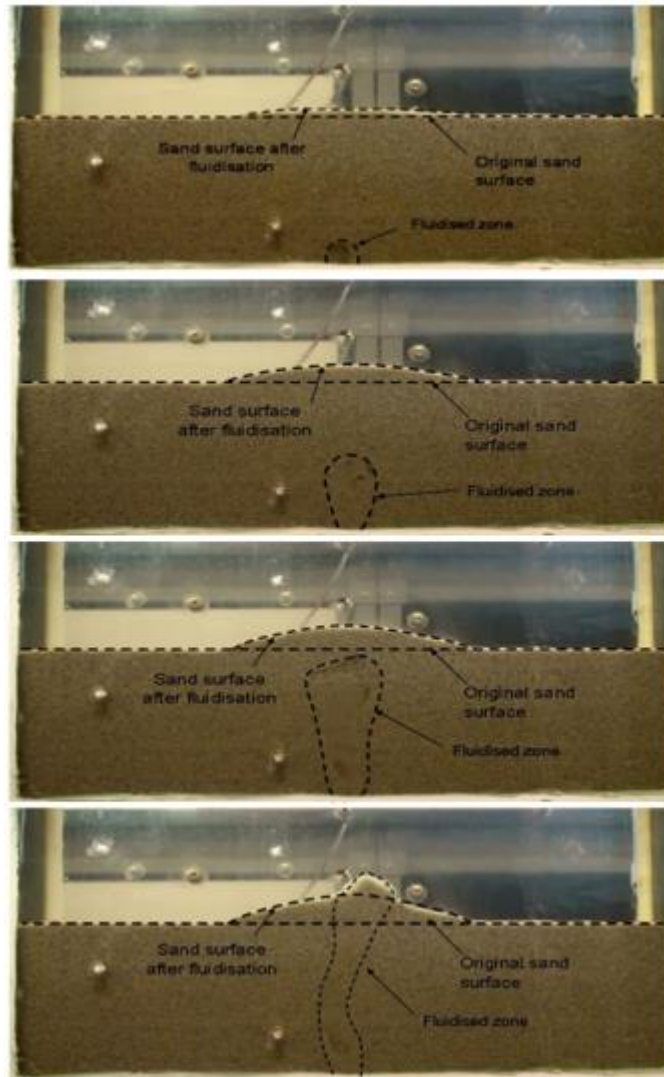 Sand surface after
fluidisation
Original sand
surface
Fluidised zone
Sand surface
after fluidisation
Original sand
surface
Fluidised zone
Sand surface
after fluidisation
Original sand
surface
Fluidised zone
Sand surface
after fluidisation
Original sand
surface
Fluidised zone